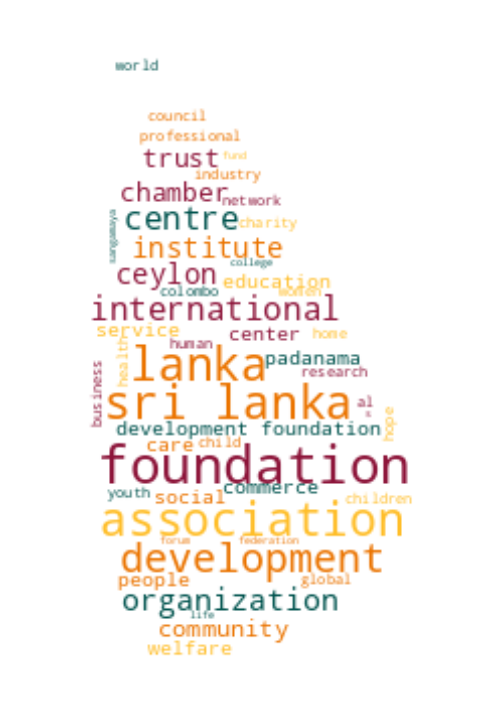 world
council
professional
trust fund
industry
chamber network
centre charity
sangamaya
institute
college
ceylon education
colombo women
international
service center home
human
health
lanka padanama
research
business
sri lanka al
s
hope
development foundation
care child
foundation
commerce
youth social children
association
forum federation
development
people global
organization
life
community
welfare